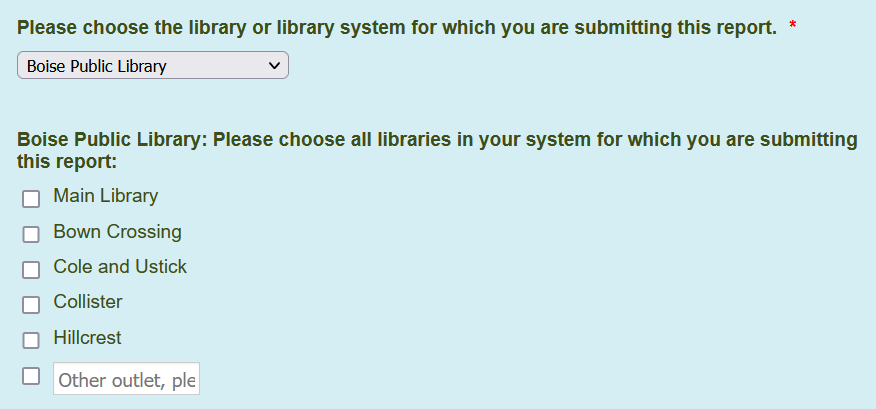 Please choose the library or library system for which you are submitting this report. *
Boise Public Library
Boise Public Library: Please choose all libraries in your system for which you are submitting
this report:
Main Library
Bown Crossing
Cole and Ustick
Collister
Hillcrest
Other outlet, ple